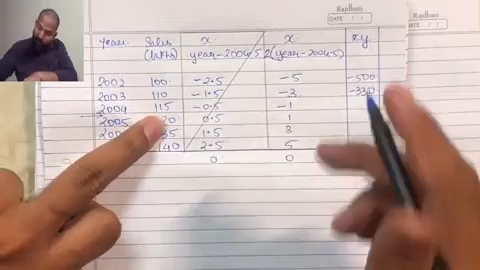 Rajdhani
DATE / /
Rajdhani
DATE / /
Year Sales (lakhs) x year-2004.5 x 2(year-2004.5) xy
2002 100 -2.5 -5 -500
2003 110 -1.5 -3 -330
2004 115 -0.5 -1
2005 0.5 1
1.5 3
140 2.5 5
0 0